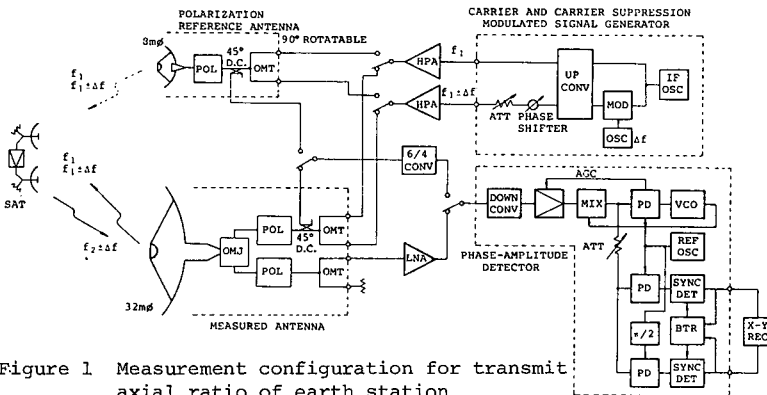 POLARIZATION
REFERENCE ANTENNA
CARRIER AND CARRIER SUPPRESSION
MODULATED SIGNAL GENERATOR
90° ROTATABLE
3mø
45°
D.C.
POL
OMT
HPA
f₁
UP
CONV
IF
OSC
f₁
f₁±Δf
HPA
f₁±Δf
ATT
PHASE
SHIFTER
MOD
OSC
Δf
f₁
f₁±Δf
SAT
6/4
CONV
f₂±Δf
AGC
DOWN
CONV
MIX
PD
VCO
POL
45°
D.C.
OMT
OMJ
POL
OMT
LNA
PHASE-AMPLITUDE
DETECTOR
ATT
REF
OSC
PD
SYNC
DET
32mø
MEASURED ANTENNA
π/2
BTR
X-Y
REC
PD
SYNC
DET
Figure 1 Measurement configuration for transmit
axial ratio of earth station